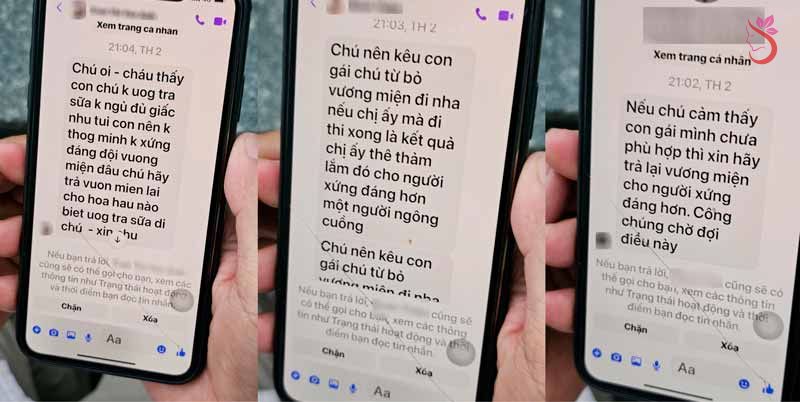 Xem trang cá nhân
21:04, TH 2
Chú oi - cháu thấy
con chú k uog tra
sữa k ngủ đủ giấc
nhu tui con nên k
thog minh k xứng
đáng đội vuong
miện đâu chú hãy
trả vuon mien lai
cho hoa hau nào
biet uog tra sữa di
chú - xin
Nếu bạn trả lời,
cũng sẽ có thể gọi cho bạn, xem các
thông tin như Trạng thái hoạt động
và thời điểm bạn đọc tin nhắn.
Chặn
Xóa
Aa
21:03, TH 2
Chú nên kêu con
gái chú từ bỏ
vương miện đi nha
nếu chị ấy mà đi
thi xong là kết quả
chị ấy thê thảm
lắm đó cho người
xứng đáng hơn
một người ngông
cuồng
Chú nên kêu con
gái chú từ bỏ
vương miện đi nha
Nếu bạn trả lời, cũng sẽ
có thể gọi cho bạn, xem các thông
tin như Trạng thái hoạt động và thời
điểm bạn đọc tin nhắn.
Chặn
Xóa
Aa
Xem trang cá nhân
21:02, TH 2
Nếu chú cảm thấy
con gái mình chưa
phù hợp thì xin hãy
trả lại vương miện
cho người xứng
đáng hơn. Công
chúng chờ đợi
điều này
Nếu bạn trả lời, cũng sẽ có
thể gọi cho bạn, xem các thông tin
như Trạng thái hoạt động và thời
điểm bạn đọc tin nhắn.
Chặn
Xóa
Aa